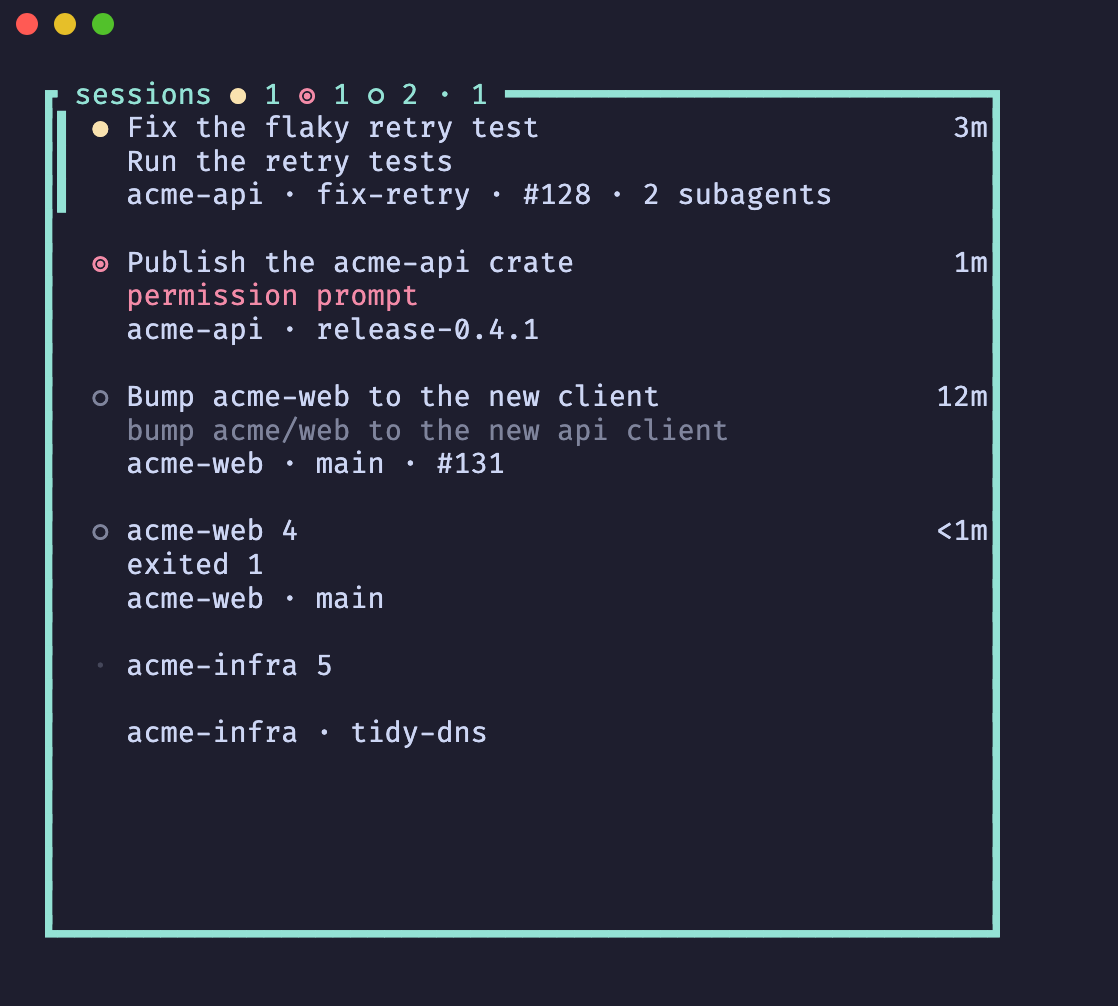 sessions ● 1 ◉ 1 ○ 2 · 1
● Fix the flaky retry test 3m
Run the retry tests
acme-api · fix-retry · #128 · 2 subagents
◉ Publish the acme-api crate 1m
permission prompt
acme-api · release-0.4.1
○ Bump acme-web to the new client 12m
bump acme/web to the new api client
acme-web · main · #131
○ acme-web 4 <1m
exited 1
acme-web · main
· acme-infra 5
acme-infra · tidy-dns